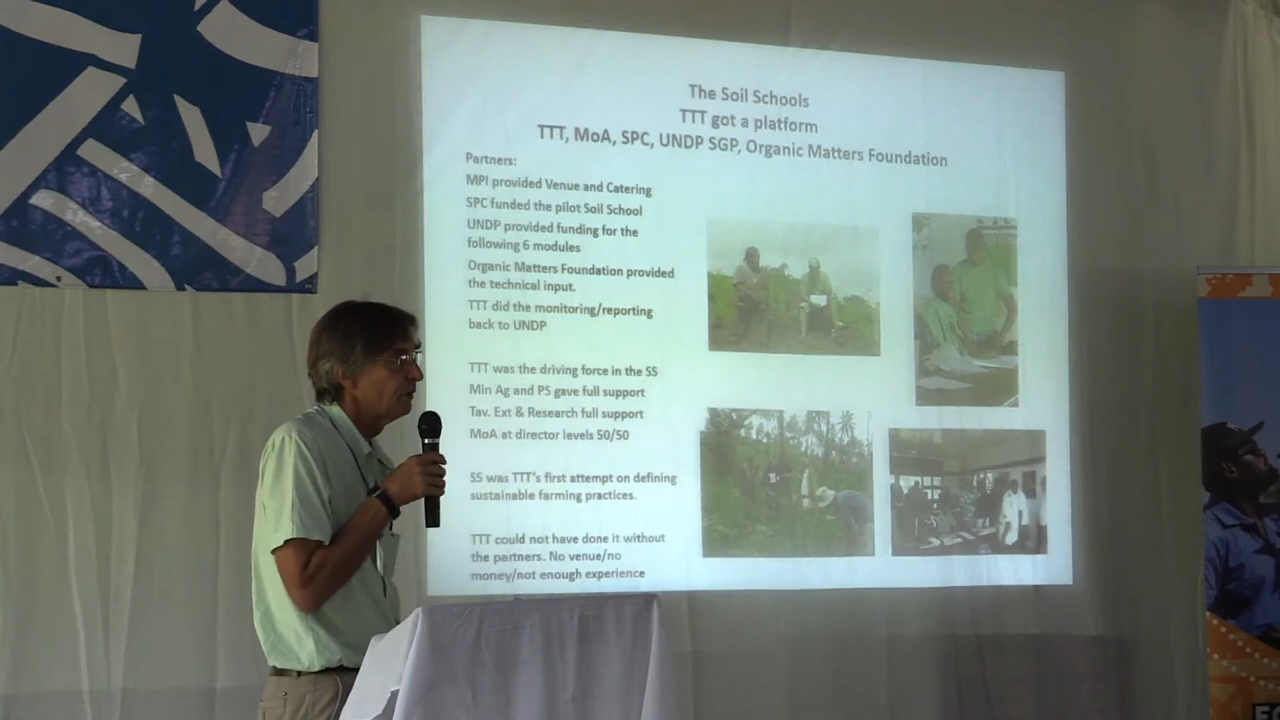 The Soil Schools
TTT got a platform
TTT, MoA, SPC, UNDP SGP, Organic Matters Foundation
Partners:
MPI provided Venue and Catering
SPC funded the pilot Soil School
UNDP provided funding for the
following 6 modules
Organic Matters Foundation provided
the technical input.
TTT did the monitoring/reporting
back to UNDP
TTT was the driving force in the SS
Min Ag and PS gave full support
Tav. Ext & Research full support
MoA at director levels 50/50
SS was TTT's first attempt on defining
sustainable farming practices.
TTT could not have done it without
the partners. No venue/no
money/not enough experience